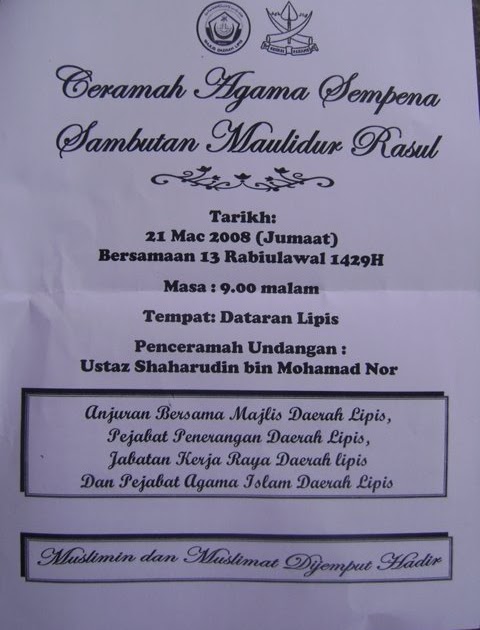 Ceramah Agama Sempena
Sambutan Maulidur Rasul
Tarikh:
21 Mac 2008 (Jumaat)
Bersamaan 13 Rabiulawal 1429H
Masa : 9.00 malam
Tempat: Dataran Lipis
Penceramah Undangan :
Ustaz Shaharudin bin Mohamad Nor
Anjuran Bersama Majlis Daerah Lipis,
Pejabat Penerangan Daerah Lipis,
Jabatan Kerja Raya Daerah lipis
Dan Pejabat Agama Islam Daerah Lipis
Muslimin dan Muslimat Dijemput Hadir